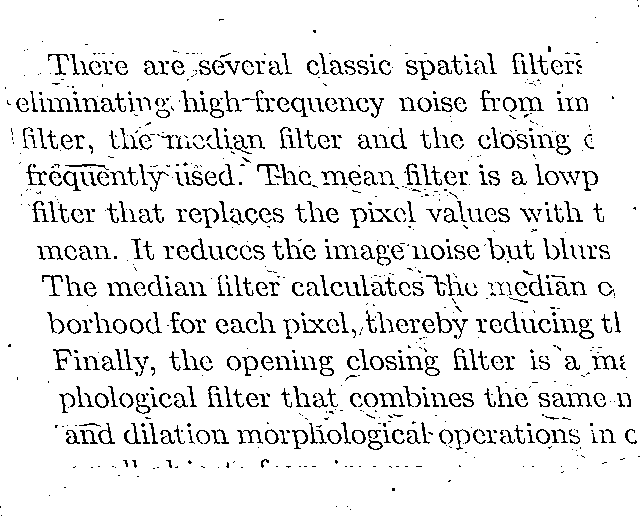 There are several classic spatial filters
eliminating high-frequency noise from im
filter, the median filter and the closing
frequently used. The mean filter is a lowp
filter that replaces the pixel values with t
mean. It reduces the image noise but blurs
The median filter calculates the median o
borhood for each pixel, thereby reducing th
Finally, the opening closing filter is a ma
phological filter that combines the same n
and dilation morphological operations in o